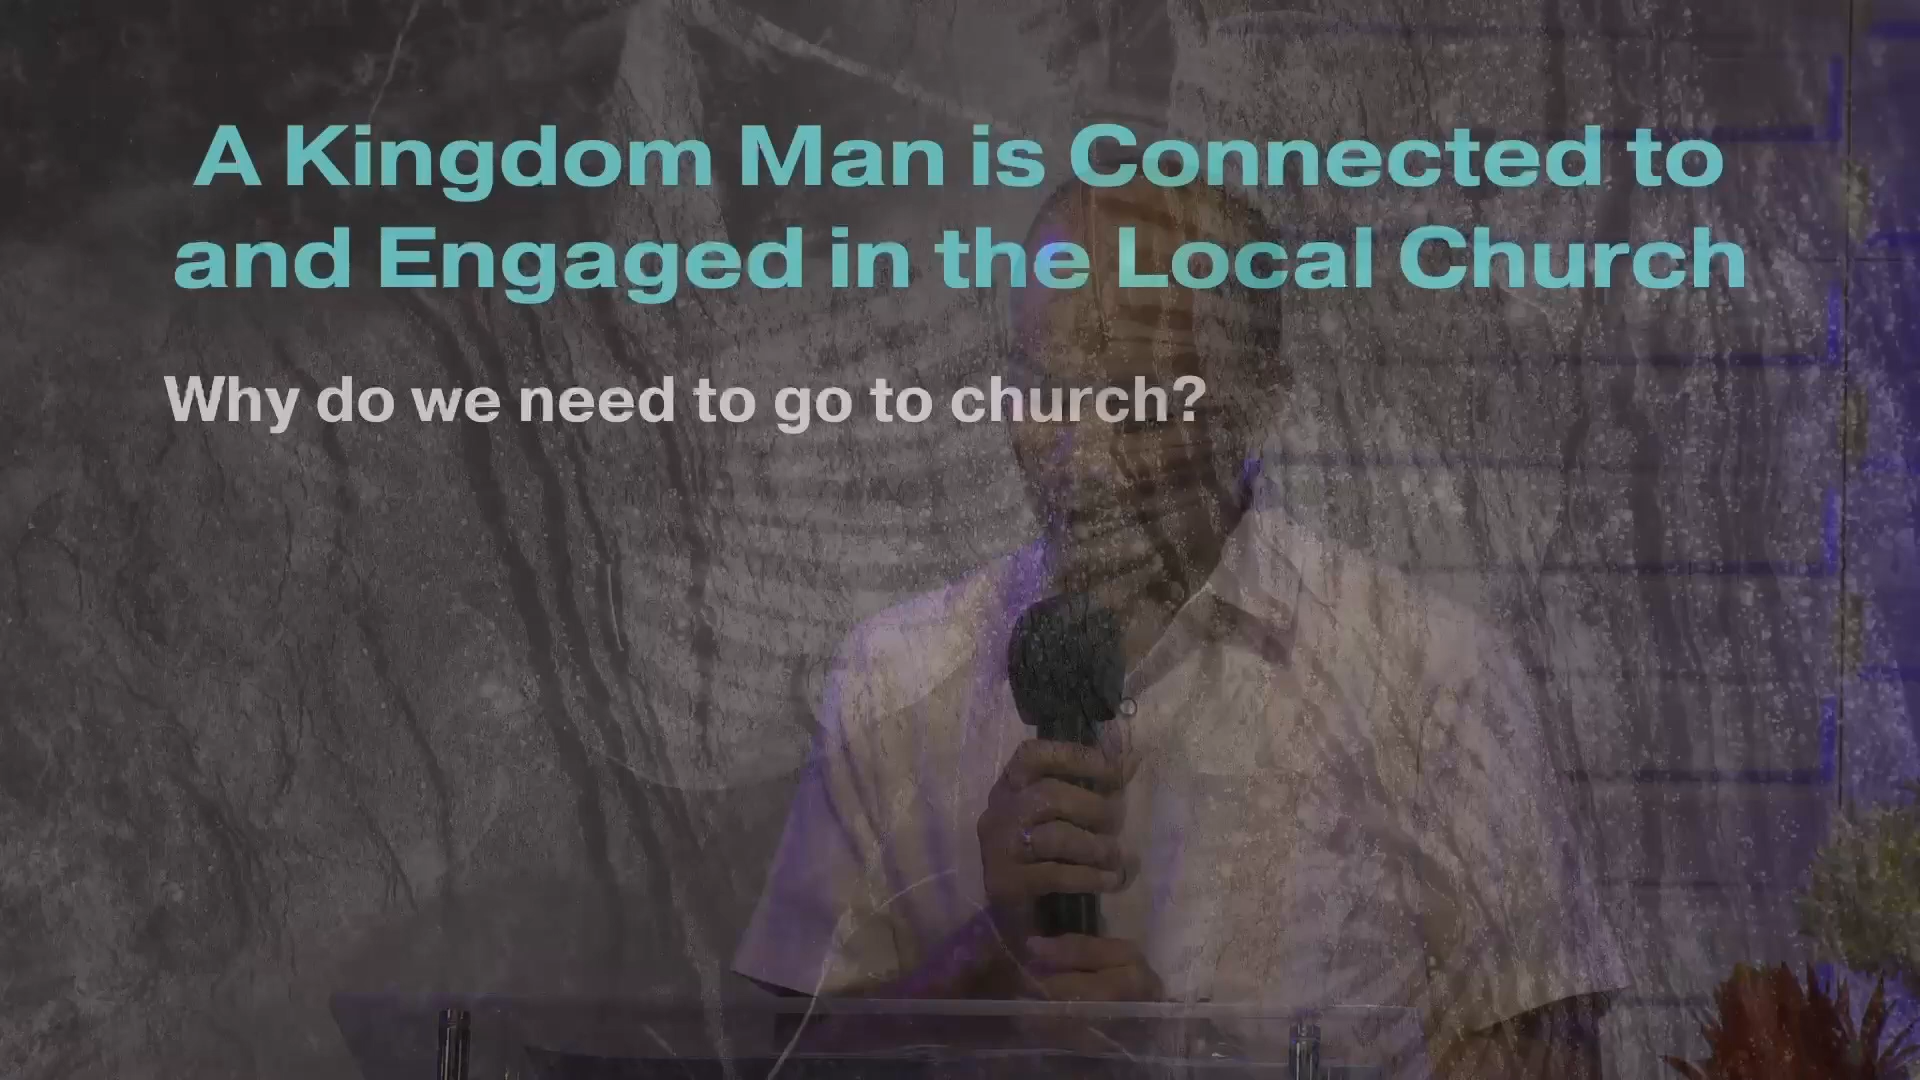 A Kingdom Man is Connected to
and Engaged in the Local Church
Why do we need to go to church?